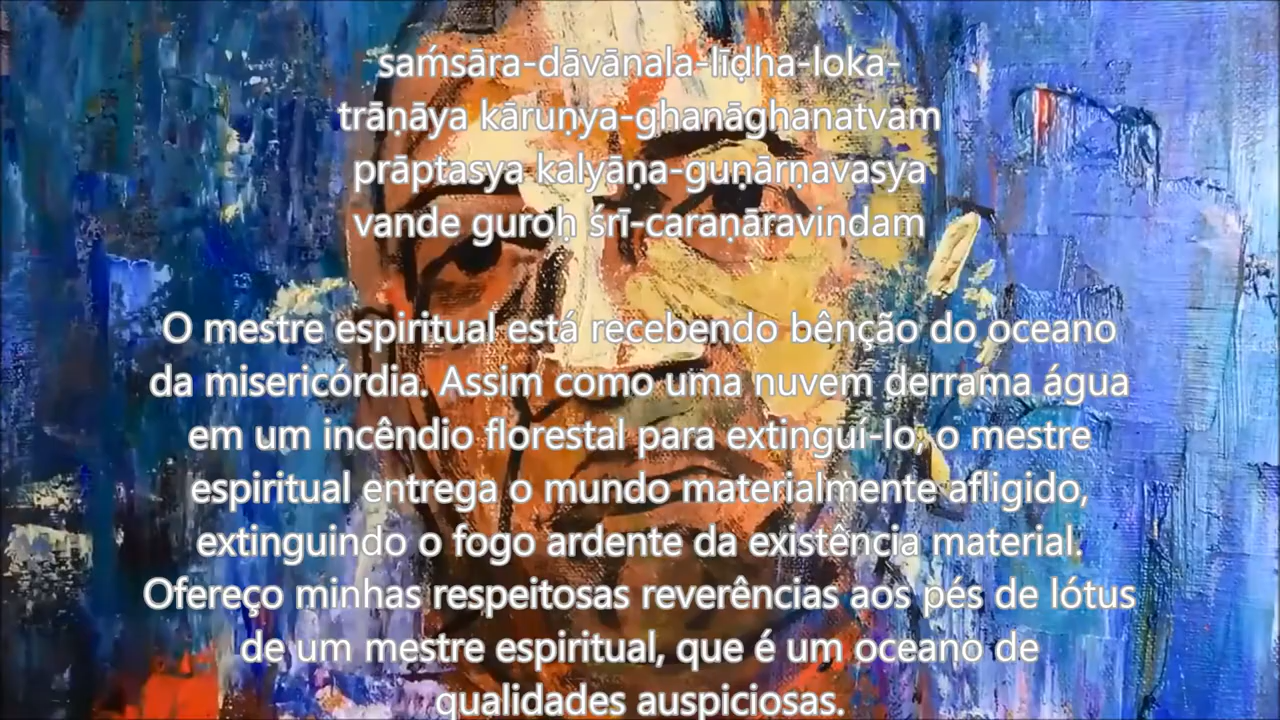 saḿsāra-dāvānala-līḍha-loka-
trāṇāya kāruṇya-ghanāghanatvam
prāptasya kalyāṇa-guṇārṇavasya
vande guroḥ śrī-caraṇāravindam
O mestre espiritual está recebendo bênção do oceano
da misericórdia. Assim como uma nuvem derrama água
em um incêndio florestal para extinguí-lo, o mestre
espiritual entrega o mundo materialmente afligido,
extinguindo o fogo ardente da existência material.
Ofereço minhas respeitosas reverências aos pés de lótus
de um mestre espiritual, que é um oceano de
qualidades auspiciosas.